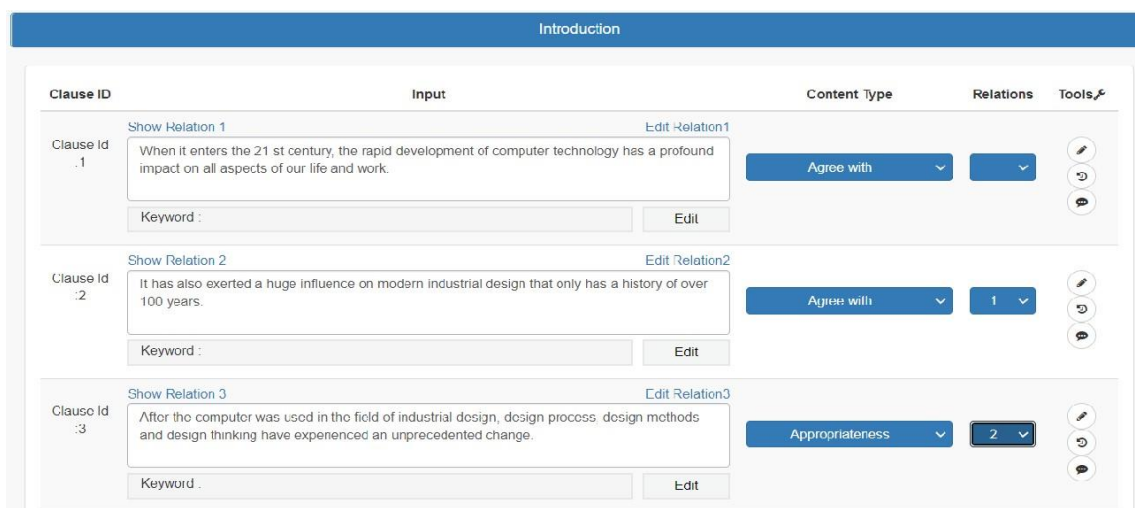 Introduction
Clause ID Input Content Type Relations Tools
Show Relation 1 Edit Relation1
Clause Id
:1
When it enters the 21 st century, the rapid development of computer technology has a profound
impact on all aspects of our life and work.
Agree with
Keyword : Edit
Show Relation 2 Edit Relation2
Clause Id
:2
It has also exerted a huge influence on modern industrial design that only has a history of over
100 years.
Agree with 1
Keyword : Edit
Show Relation 3 Edit Relation3
Clause Id
:3
After the computer was used in the field of industrial design, design process, design methods
and design thinking have experienced an unprecedented change.
Appropriateness 2
Keyword : Edit